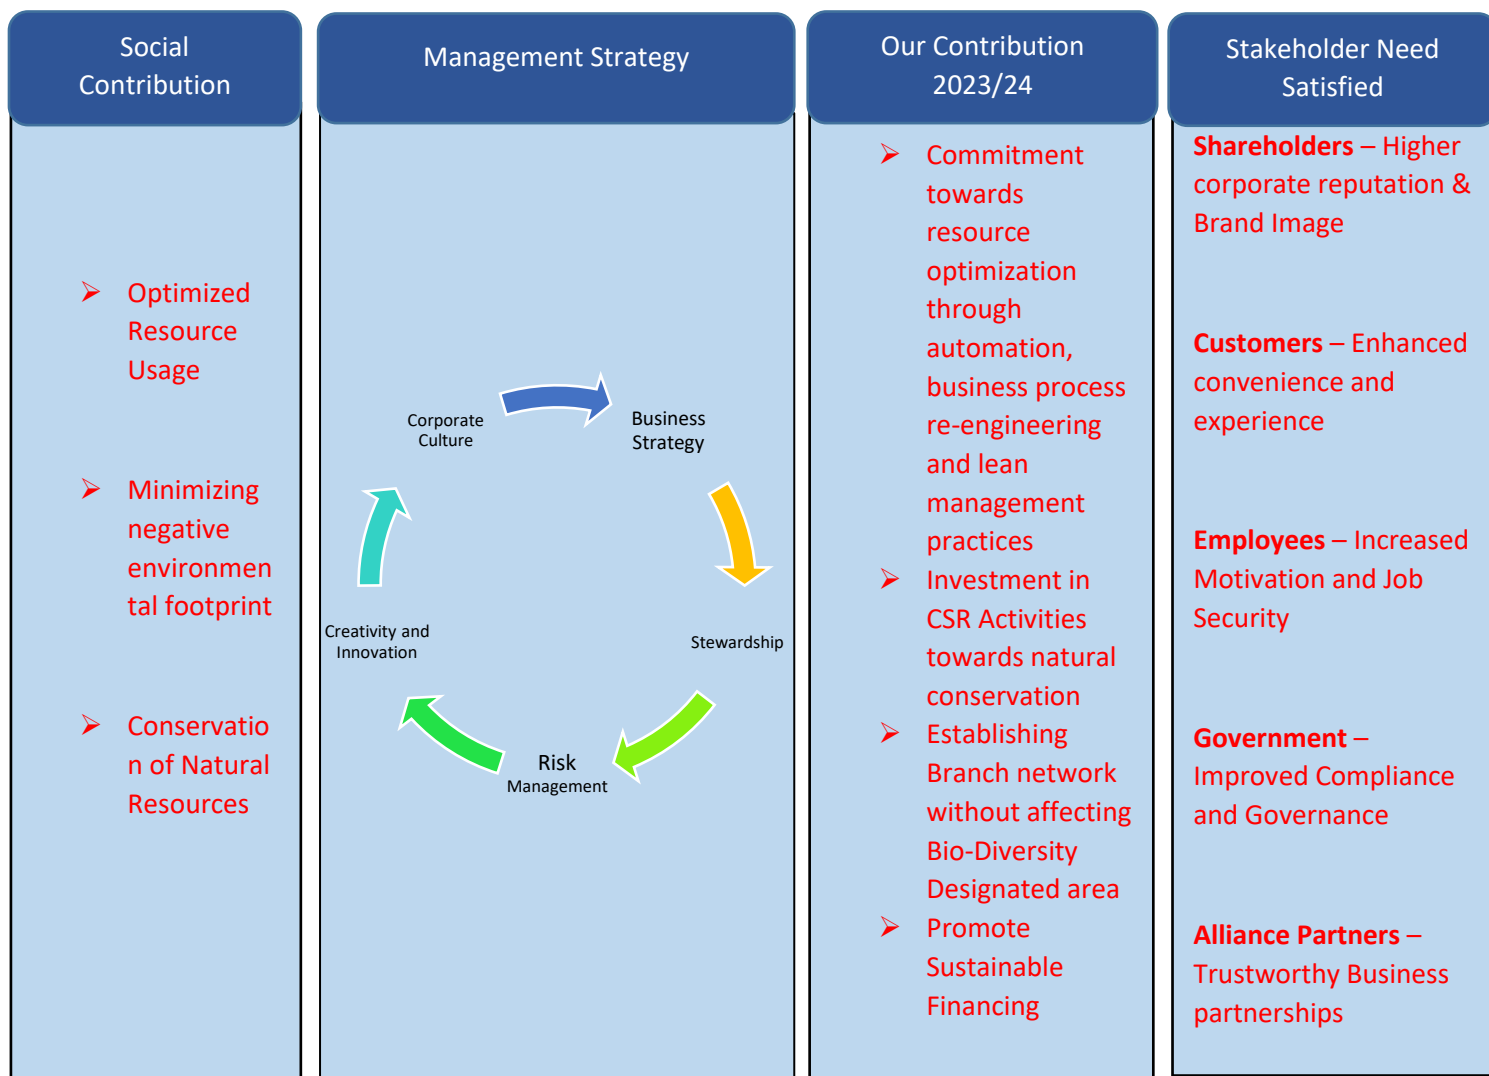 Social
Contribution
Management Strategy
Our Contribution
2023/24
Stakeholder Need
Satisfied
➢ Optimized
Resource
Usage
➢ Minimizing
negative
environmen
tal footprint
➢ Conservatio
n of Natural
Resources
Corporate
Culture
Business
Strategy
Stewardship
Risk
Management
Creativity and
Innovation
➢ Commitment
towards
resource
optimization
through
automation,
business process
re-engineering
and lean
management
practices
➢ Investment in
CSR Activities
towards natural
conservation
➢ Establishing
Branch network
without affecting
Bio-Diversity
Designated area
➢ Promote
Sustainable
Financing
Shareholders – Higher
corporate reputation &
Brand Image
Customers – Enhanced
convenience and
experience
Employees – Increased
Motivation and Job
Security
Government –
Improved Compliance
and Governance
Alliance Partners –
Trustworthy Business
partnerships